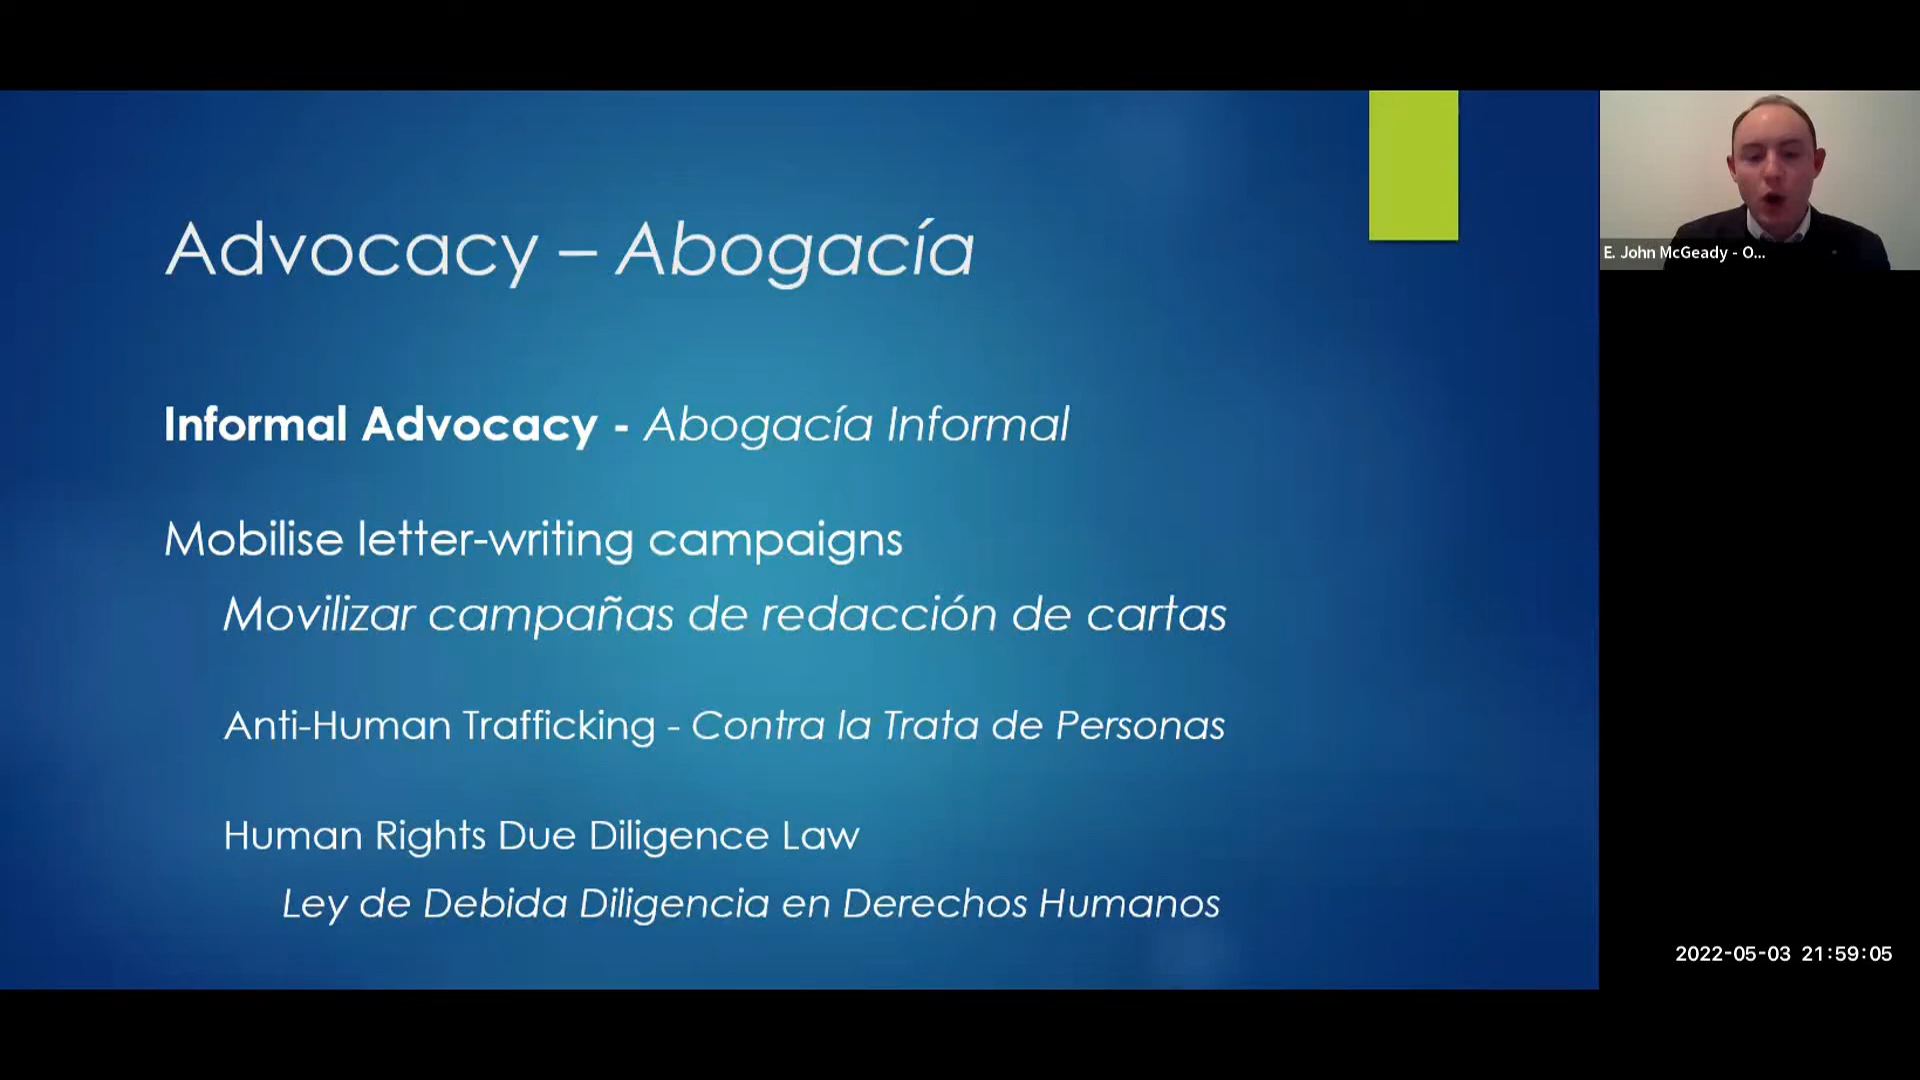 Advocacy – Abogacía
Informal Advocacy - Abogacía Informal
Mobilise letter-writing campaigns
Movilizar campañas de redacción de cartas
Anti-Human Trafficking - Contra la Trata de Personas
Human Rights Due Diligence Law
Ley de Debida Diligencia en Derechos Humanos
E. John McGeady - O...
2022-05-03 21:59:05